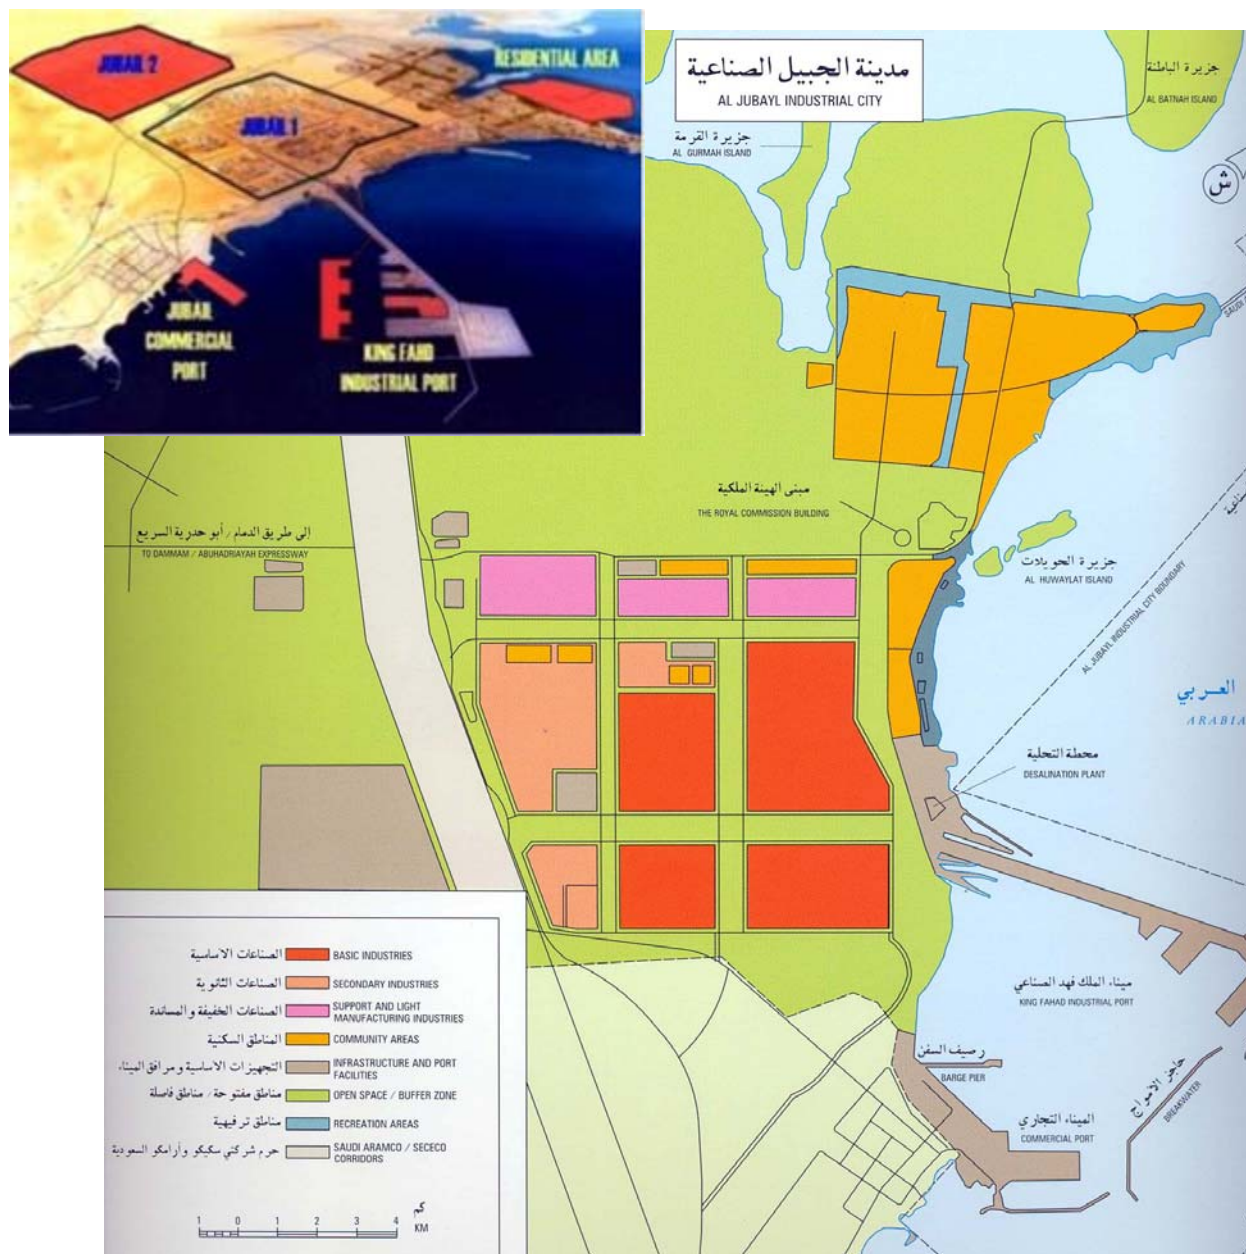 JUBAIL 2
RESIDENTIAL AREA
JUBAIL 1
JUBAIL
COMMERCIAL
PORT
KING FAHD
INDUSTRIAL PORT
مدينة الجبيل الصناعية
AL JUBAYL INDUSTRIAL CITY
جزيرة الباطنة
AL BATNAH ISLAND
جزيرة القرمة
AL GURMAH ISLAND
ش
SAUDI
مبنى الهيئة الملكية
THE ROYAL COMMISSION BUILDING
إلى طريق الدمام / أبو حدرية السريع
TO DAMMAM / ABUHADRIYAH EXPRESSWAY
جزيرة الحويلات
AL HUWAYLAT ISLAND
AL JUBAYL INDUSTRIAL CITY BOUNDARY
العربي
ARABIA
محطة التحلية
DESALINATION PLANT
ميناء الملك فهد الصناعي
KING FAHAD INDUSTRIAL PORT
رصيف السفن
BARGE PIER
حاجز الأمواج
BREAKWATER
الميناء التجاري
COMMERCIAL PORT
الصناعات الأساسية BASIC INDUSTRIES
الصناعات الثانوية SECONDARY INDUSTRIES
الصناعات الخفيفة والمساندة SUPPORT AND LIGHT
MANUFACTURING INDUSTRIES
المناطق السكنية COMMUNITY AREAS
التجهيزات الأساسية ومرافق الميناء INFRASTRUCTURE AND PORT
FACILITIES
مناطق مفتوحة / مناطق فاصلة OPEN SPACE / BUFFER ZONE
مناطق ترفيهية RECREATION AREAS
حرم شركتي سكيكو وأرامكو السعودية SAUDI ARAMCO / SECECO
CORRIDORS
1 0 1 2 3 4 كم
KM